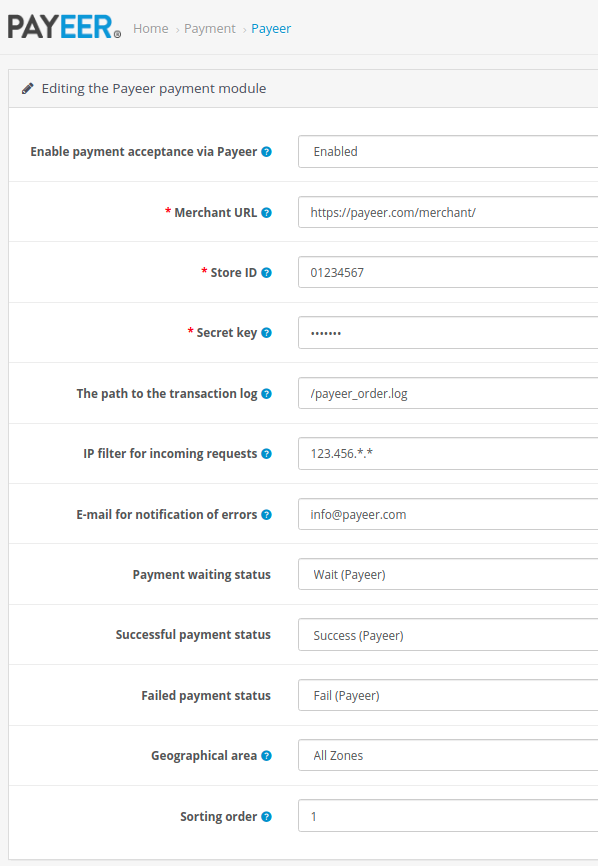 PAYEER® Home › Payment › Payeer
Editing the Payeer payment module
Enable payment acceptance via Payeer ? Enabled
* Merchant URL ? https://payeer.com/merchant/
* Store ID ? 01234567
* Secret key ? •••••••
The path to the transaction log ? /payeer_order.log
IP filter for incoming requests ? 123.456.*.*
E-mail for notification of errors ? info@payeer.com
Payment waiting status Wait (Payeer)
Successful payment status Success (Payeer)
Failed payment status Fail (Payeer)
Geographical area ? All Zones
Sorting order ? 1